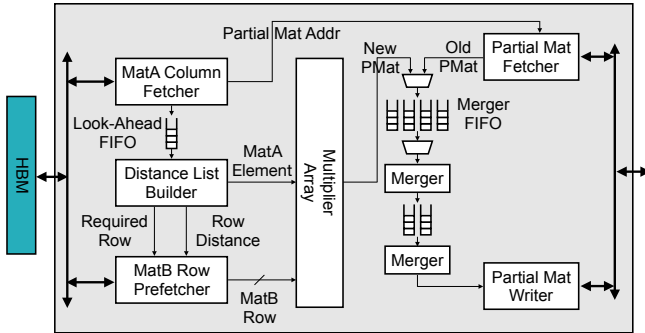 Partial Mat Addr
New
PMat
Old
PMat
Partial Mat
Fetcher
MatA Column
Fetcher
Look-Ahead
FIFO
MatA
Element
Merger
FIFO
HBM
Distance List
Builder
Multiplier
Array
Merger
Required
Row
Row
Distance
Merger
MatB Row
Prefetcher
MatB
Row
Partial Mat
Writer